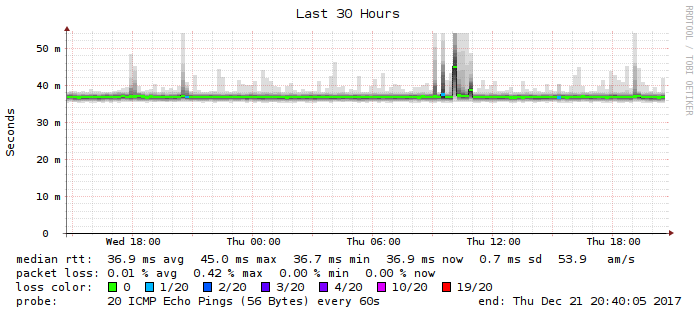 Last 30 Hours
RRDTOOL / TOBI OETIKER
Seconds
50 m
40 m
30 m
20 m
10 m
0
Wed 18:00 Thu 00:00 Thu 06:00 Thu 12:00 Thu 18:00
median rtt: 36.9 ms avg 45.0 ms max 36.7 ms min 36.9 ms now 0.7 ms sd 53.9 am/s
packet loss: 0.01 % avg 0.42 % max 0.00 % min 0.00 % now
loss color: 0 1/20 2/20 3/20 4/20 10/20 19/20
probe: 20 ICMP Echo Pings (56 Bytes) every 60s end: Thu Dec 21 20:40:05 2017